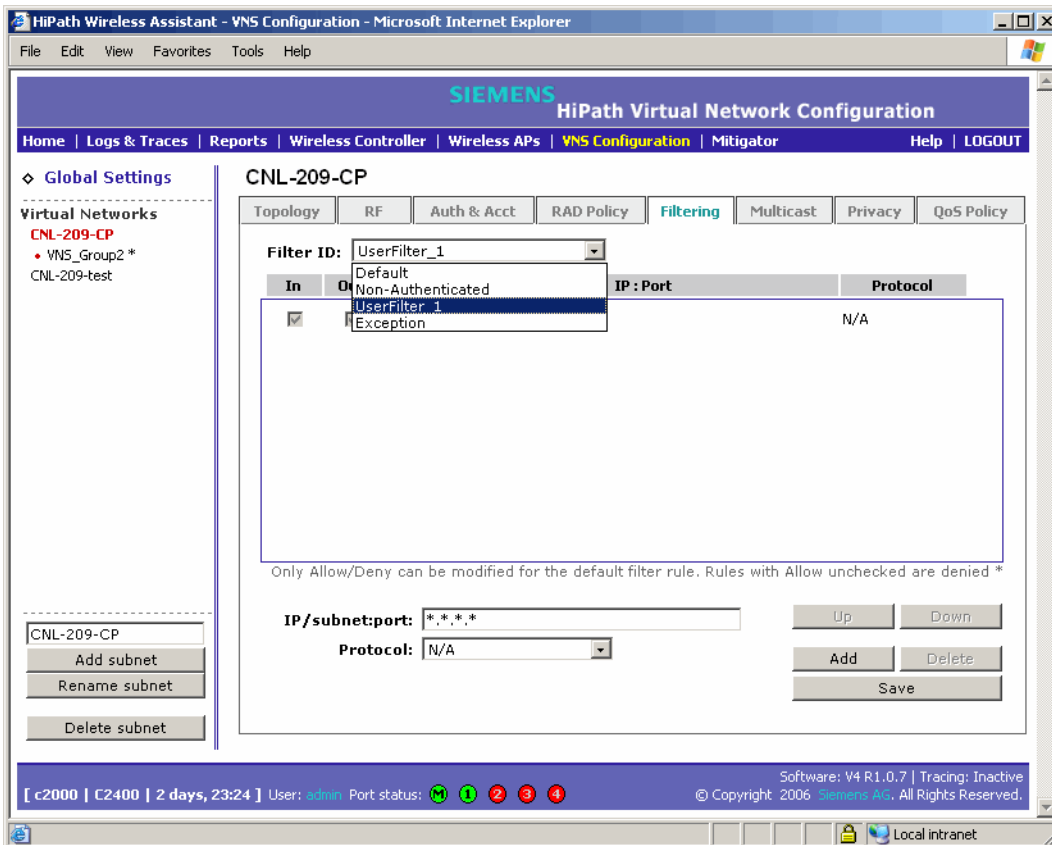 HiPath Wireless Assistant - VNS Configuration - Microsoft Internet Explorer
File Edit View Favorites Tools Help
SIEMENS
HiPath Virtual Network Configuration
Home | Logs & Traces | Reports | Wireless Controller | Wireless APs | VNS Configuration | Mitigator Help | LOGOUT
Global Settings
Virtual Networks
CNL-209-CP
VNS_Group2 *
CNL-209-test
CNL-209-CP
Topology RF Auth & Acct RAD Policy Filtering Multicast Privacy QoS Policy
Filter ID: UserFilter_1
Default
Non-Authenticated
UserFilter_1
Exception
In IP : Port Protocol
N/A
Only Allow/Deny can be modified for the default filter rule. Rules with Allow unchecked are denied *
IP/subnet:port: *.*.*.*
Protocol: N/A
Up Down
Add Delete
Save
CNL-209-CP
Add subnet
Rename subnet
Delete subnet
[ c2000 | C2400 | 2 days, 23:24 ] User: admin Port status: M 1 2 3 4
Software: V4 R1.0.7 | Tracing: Inactive
© Copyright 2006 Siemens AG. All Rights Reserved.
Local intranet